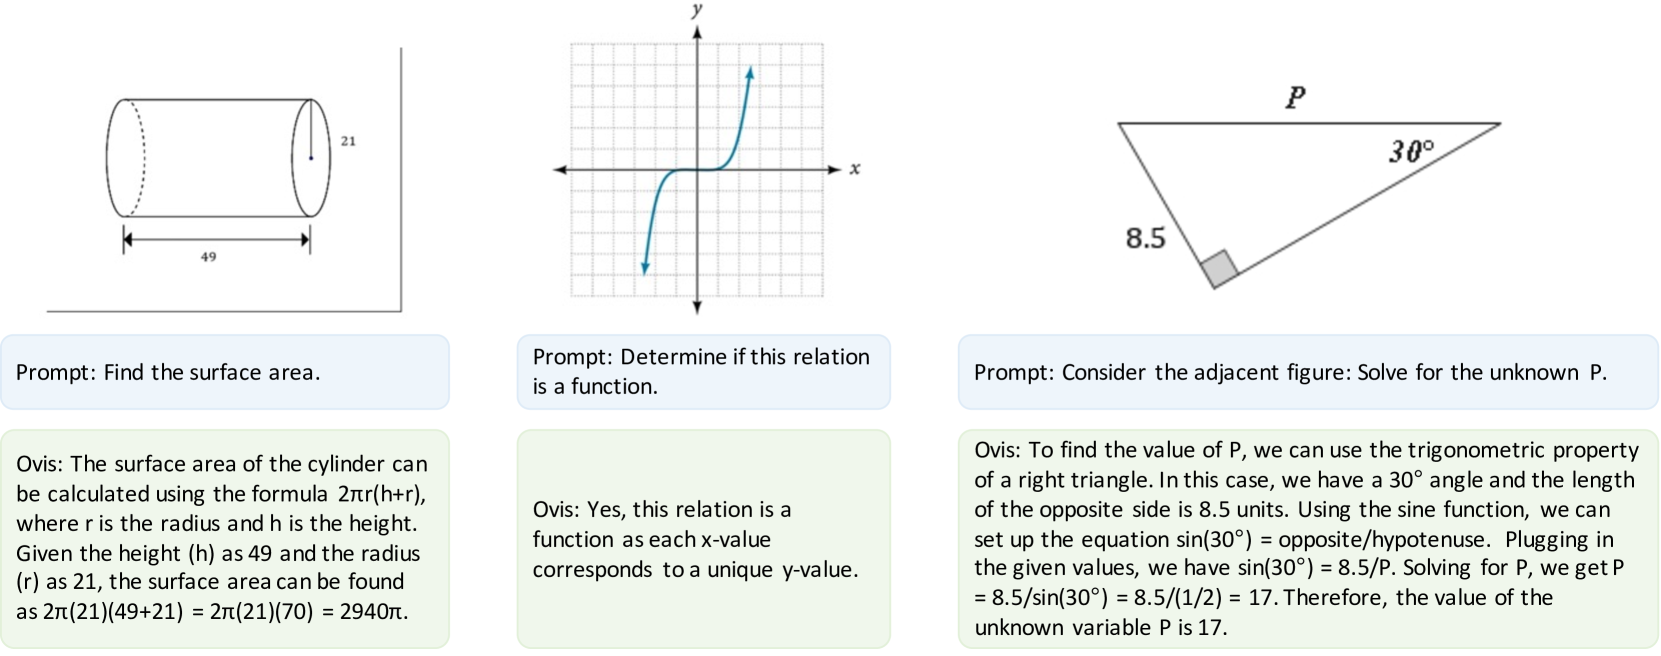 21
49
y
x
P
30°
8.5
Prompt: Find the surface area.
Prompt: Determine if this relation
is a function.
Prompt: Consider the adjacent figure: Solve for the unknown P.
Ovis: The surface area of the cylinder can
be calculated using the formula 2πr(h+r),
where r is the radius and h is the height.
Given the height (h) as 49 and the radius
(r) as 21, the surface area can be found
as 2π(21)(49+21) = 2π(21)(70) = 2940π.
Ovis: Yes, this relation is a
function as each x-value
corresponds to a unique y-value.
Ovis: To find the value of P, we can use the trigonometric property
of a right triangle. In this case, we have a 30° angle and the length
of the opposite side is 8.5 units. Using the sine function, we can
set up the equation sin(30°) = opposite/hypotenuse. Plugging in
the given values, we have sin(30°) = 8.5/P. Solving for P, we get P
= 8.5/sin(30°) = 8.5/(1/2) = 17. Therefore, the value of the
unknown variable P is 17.